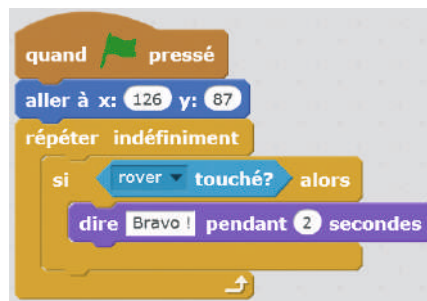 quand pressé
aller à x: 126 y: 87
répéter indéfiniment
si rover touché? alors
dire Bravo ! pendant 2 secondes